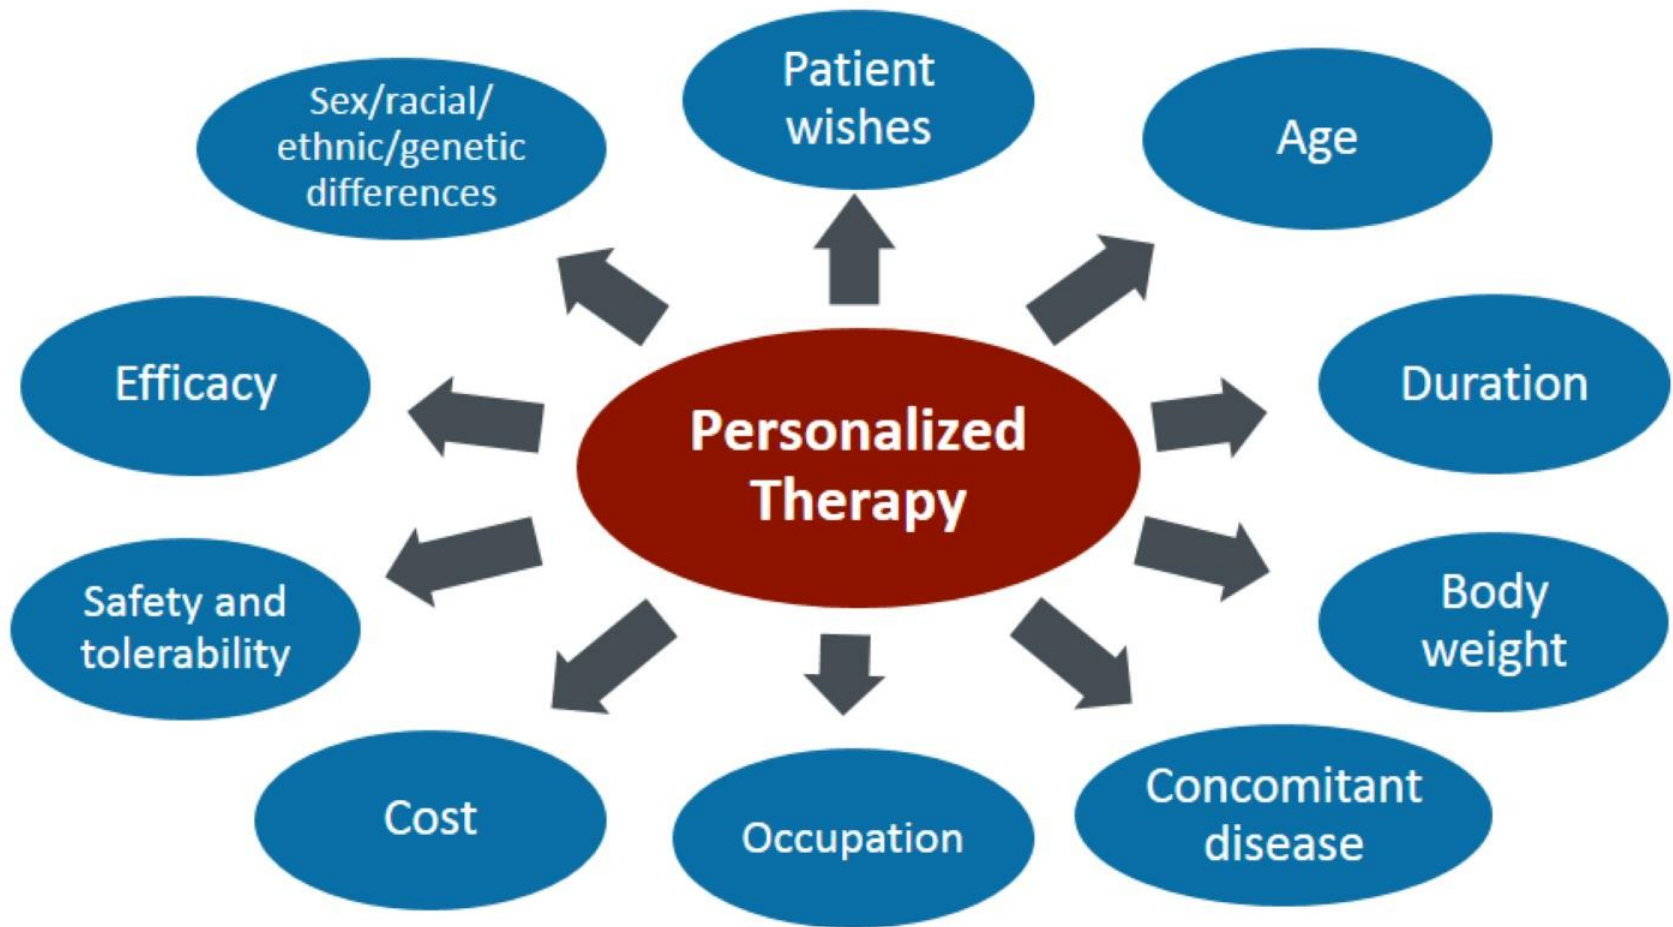 Patient
wishes
Sex/racial/
ethnic/genetic
differences
Age
Efficacy
Duration
Personalized
Therapy
Safety and
tolerability
Body
weight
Cost
Occupation
Concomitant
disease